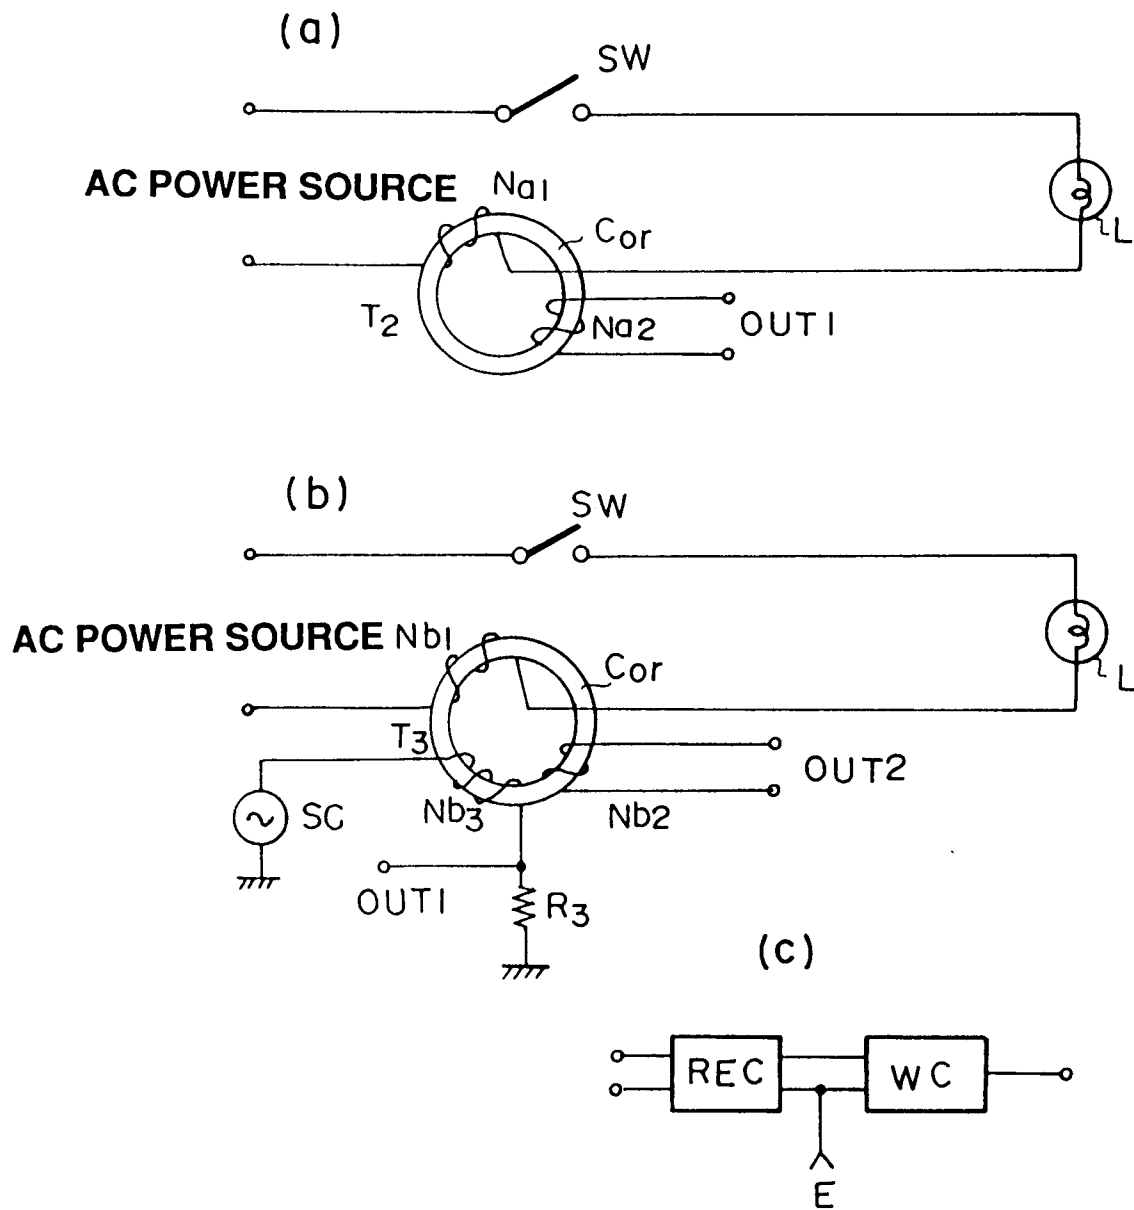 (a)
SW
AC POWER SOURCE
Na1
Cor
L
T2
Na2
OUT1
(b)
SW
AC POWER SOURCE
Nb1
Cor
L
T3
OUT2
SG
Nb3
Nb2
OUT1
R3
(c)
REC
WC
E